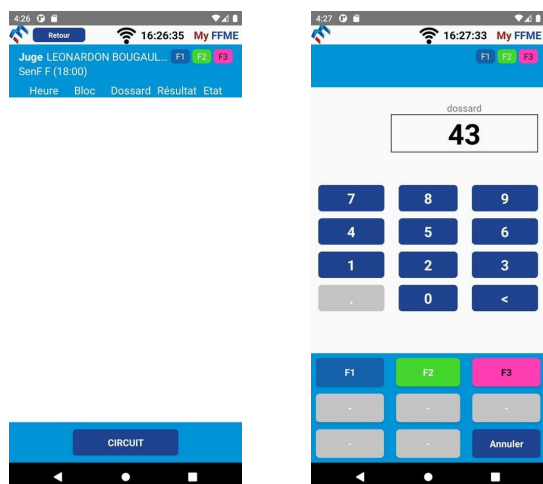 4:26
Retour 16:26:35 My FFME
Juge LEONARDON BOUGAUL... F1 F2 F3
SenF F (18:00)
Heure Bloc Dossard Résultat Etat
CIRCUIT
4:27
16:27:33 My FFME
F1 F2 F3
dossard
43
7 8 9
4 5 6
1 2 3
. 0 <
F1 F2 F3
- - -
- - Annuler